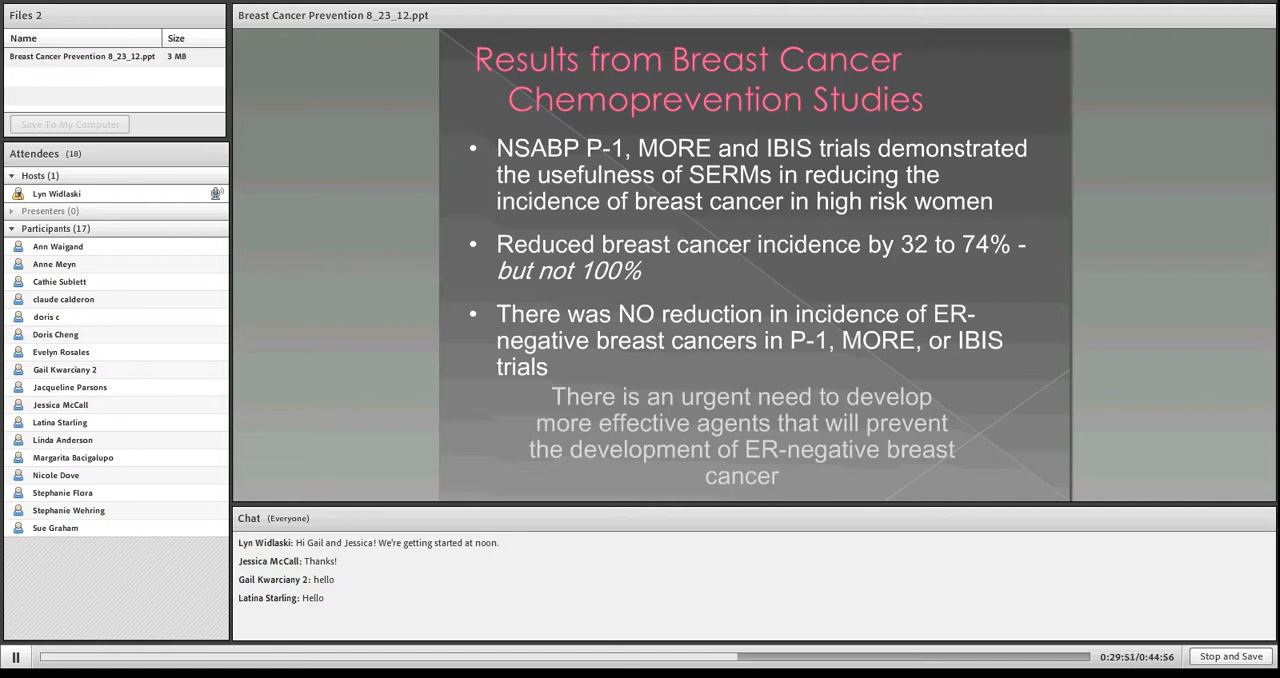 Files 2
Name Size
Breast Cancer Prevention 8_23_12.ppt 3 MB
Save To My Computer
Attendees (18)
Hosts (1)
Lyn Widlaski
Presenters (0)
Participants (17)
Ann Waigand
Anne Meyn
Cathie Sublett
claude calderon
doris c
Doris Cheng
Evelyn Rosales
Gail Kwarciany 2
Jacqueline Parsons
Jessica McCall
Latina Starling
Linda Anderson
Margarita Bacigalupo
Nicole Dove
Stephanie Flora
Stephanie Wehring
Sue Graham
Breast Cancer Prevention 8_23_12.ppt
Results from Breast Cancer
Chemoprevention Studies
• NSABP P-1, MORE and IBIS trials demonstrated
the usefulness of SERMs in reducing the
incidence of breast cancer in high risk women
• Reduced breast cancer incidence by 32 to 74% -
but not 100%
• There was NO reduction in incidence of ER-
negative breast cancers in P-1, MORE, or IBIS
trials
There is an urgent need to develop
more effective agents that will prevent
the development of ER-negative breast
cancer
Chat (Everyone)
Lyn Widlaski: Hi Gail and Jessica! We're getting started at noon.
Jessica McCall: Thanks!
Gail Kwarciany 2: hello
Latina Starling: Hello
0:29:51/0:44:56 Stop and Save